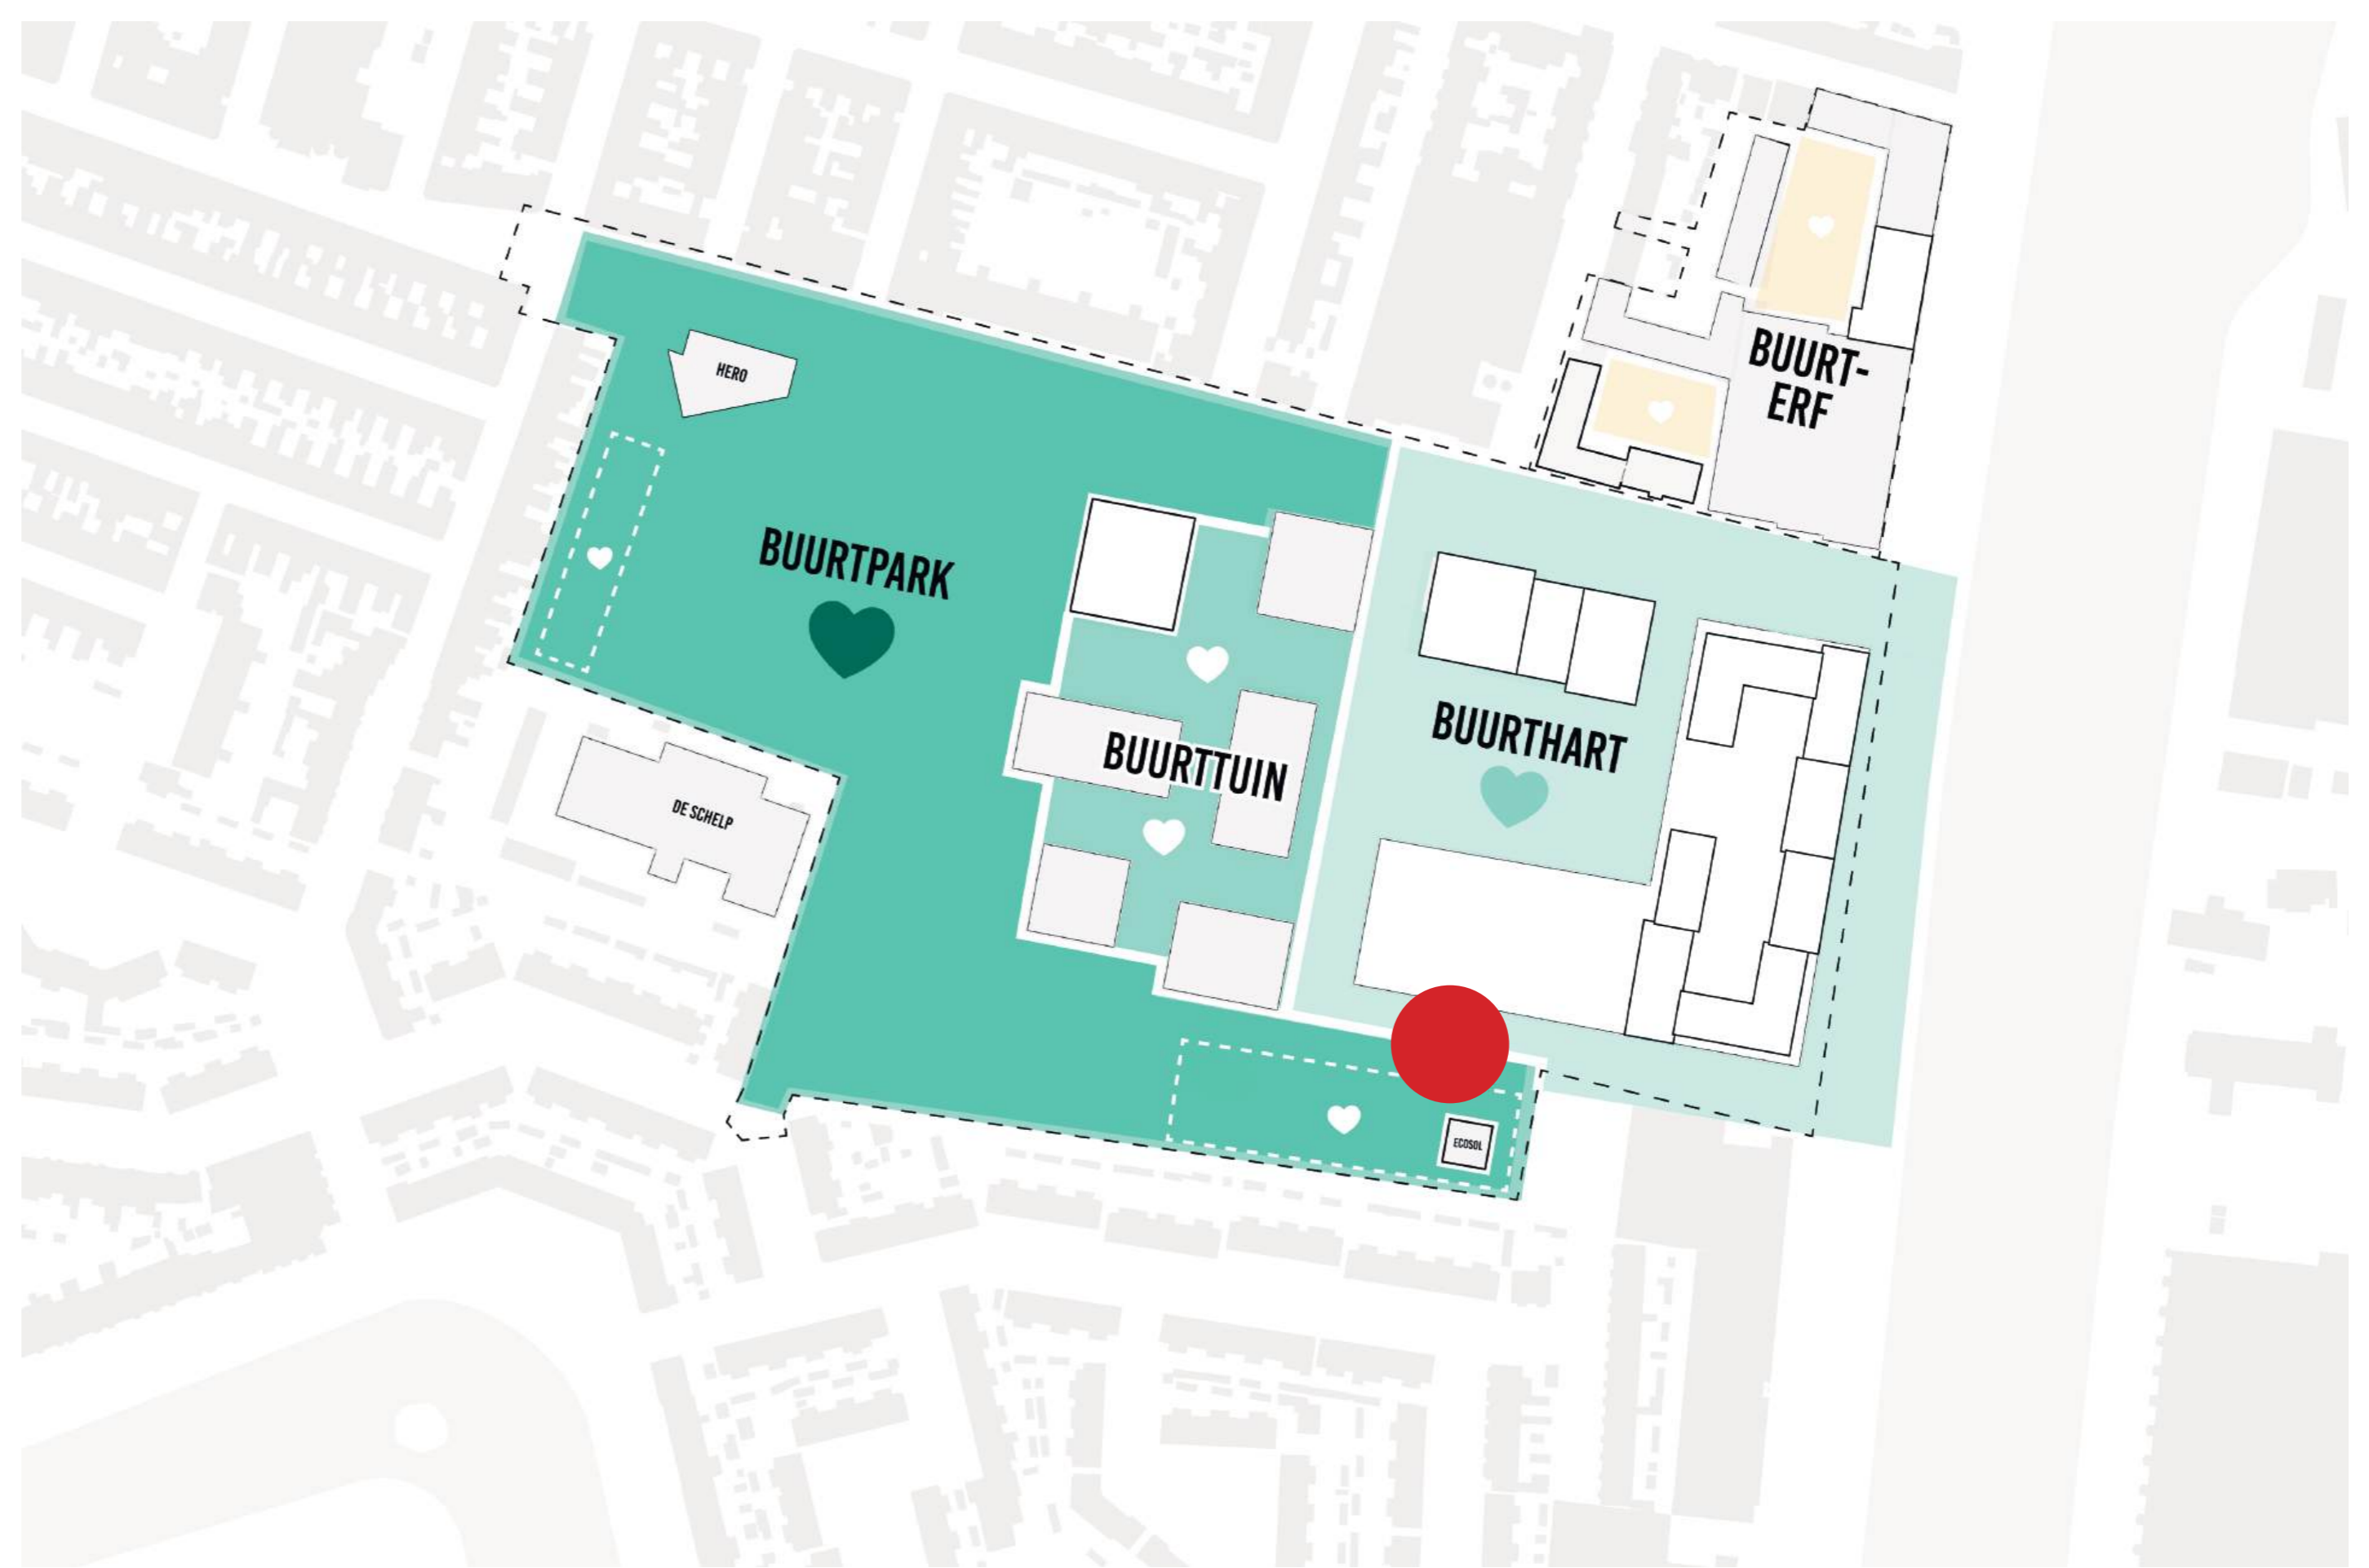 BUURT-
ERF
HERO
BUURTPARK
BUURTHART
BUURTTUIN
DE SCHELP
ECOSOL